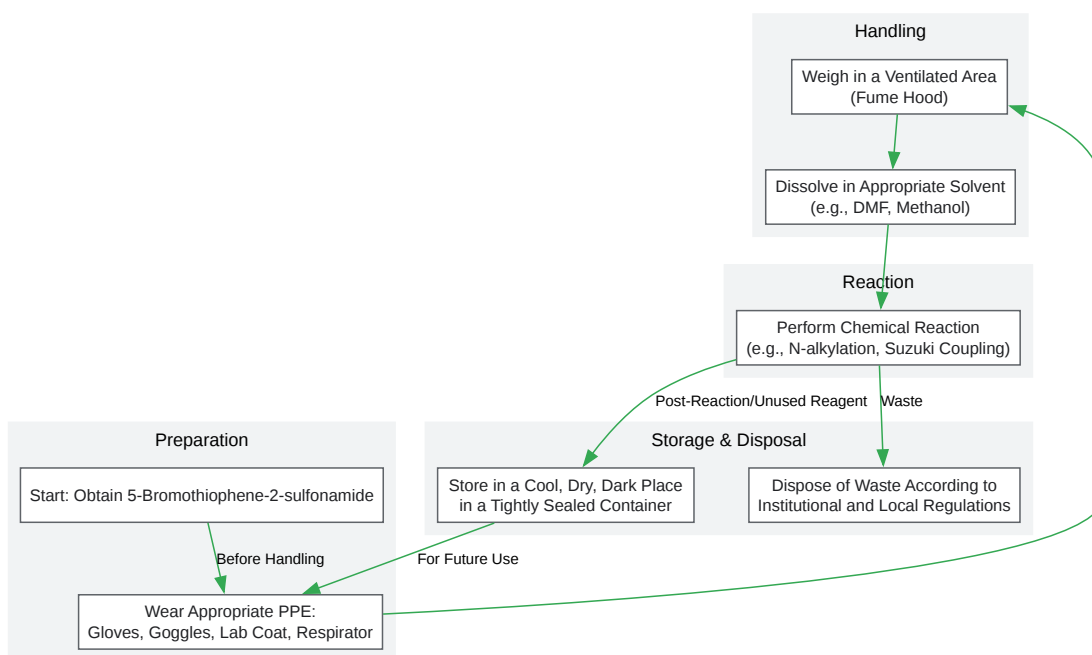 Handling
Weigh in a Ventilated Area
(Fume Hood)
Dissolve in Appropriate Solvent
(e.g., DMF, Methanol)
Reaction
Perform Chemical Reaction
(e.g., N-alkylation, Suzuki Coupling)
Post-Reaction/Unused Reagent
Waste
Storage & Disposal
Store in a Cool, Dry, Dark Place
in a Tightly Sealed Container
Dispose of Waste According to
Institutional and Local Regulations
Preparation
Start: Obtain 5-Bromothiophene-2-sulfonamide
Before Handling
For Future Use
Wear Appropriate PPE:
Gloves, Goggles, Lab Coat, Respirator